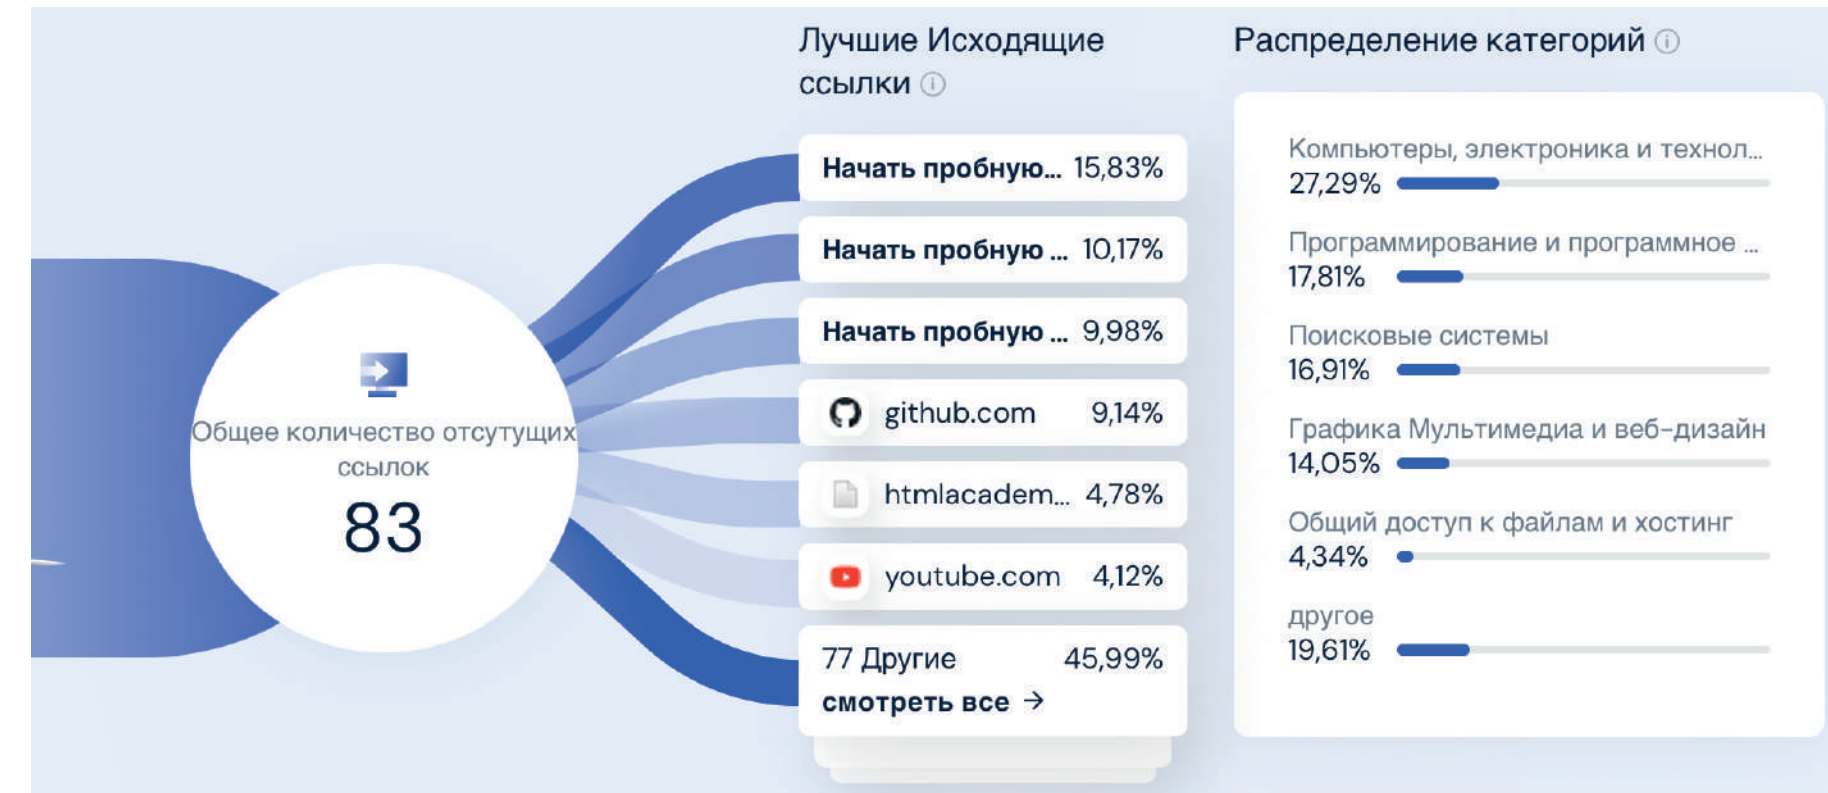 Общее количество отсутущих
ссылок
83
Лучшие Исходящие
ссылки
Начать пробную... 15,83%
Начать пробную ... 10,17%
Начать пробную ... 9,98%
github.com 9,14%
htmlacadem... 4,78%
youtube.com 4,12%
77 Другие 45,99%
смотреть все →
Распределение категорий
Компьютеры, электроника и технол...
27,29%
Программирование и программное ...
17,81%
Поисковые системы
16,91%
Графика Мультимедиа и веб-дизайн
14,05%
Общий доступ к файлам и хостинг
4,34%
другое
19,61%